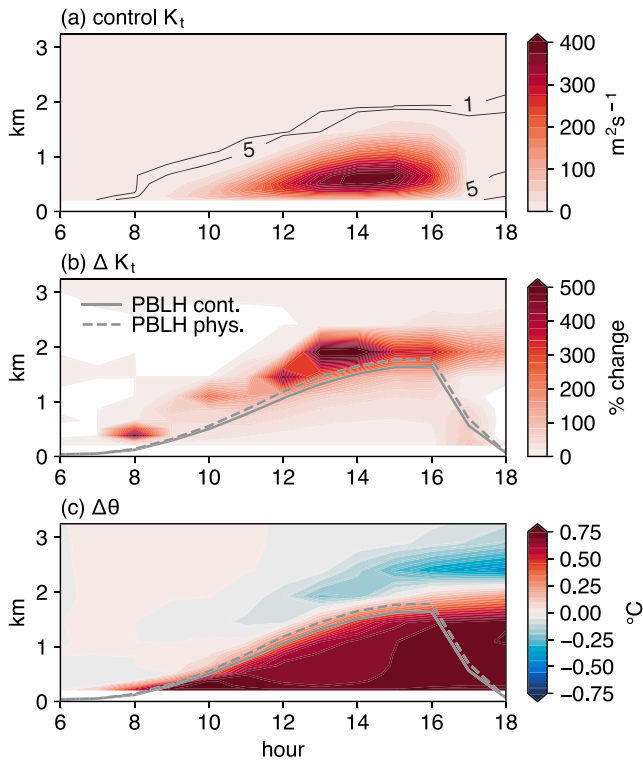 (a) control Kₜ
3
2
1
0
km
1
5
5
6 8 10 12 14 16 18
400
300
200
100
0
m²s⁻¹
(b) Δ Kₜ
PBLH cont.
PBLH phys.
3
2
1
0
km
6 8 10 12 14 16 18
500
400
300
200
100
0
% change
(c) Δθ
3
2
1
0
km
6 8 10 12 14 16 18
hour
0.75
0.50
0.25
0.00
−0.25
−0.50
−0.75
°C